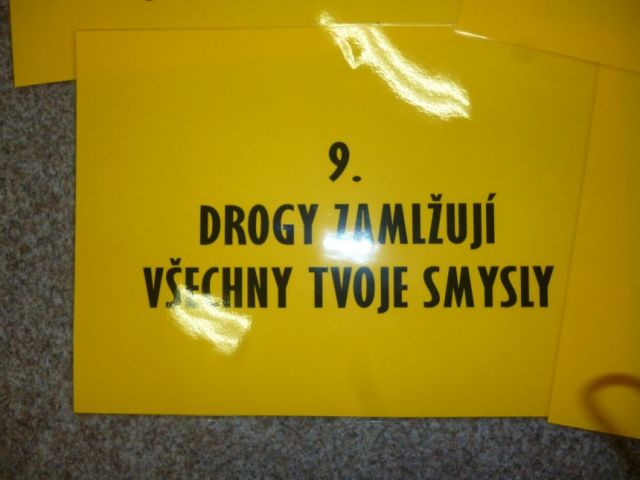 9.
DROGY ZAMLŽUJÍ
VŠECHNY TVOJE SMYSLY